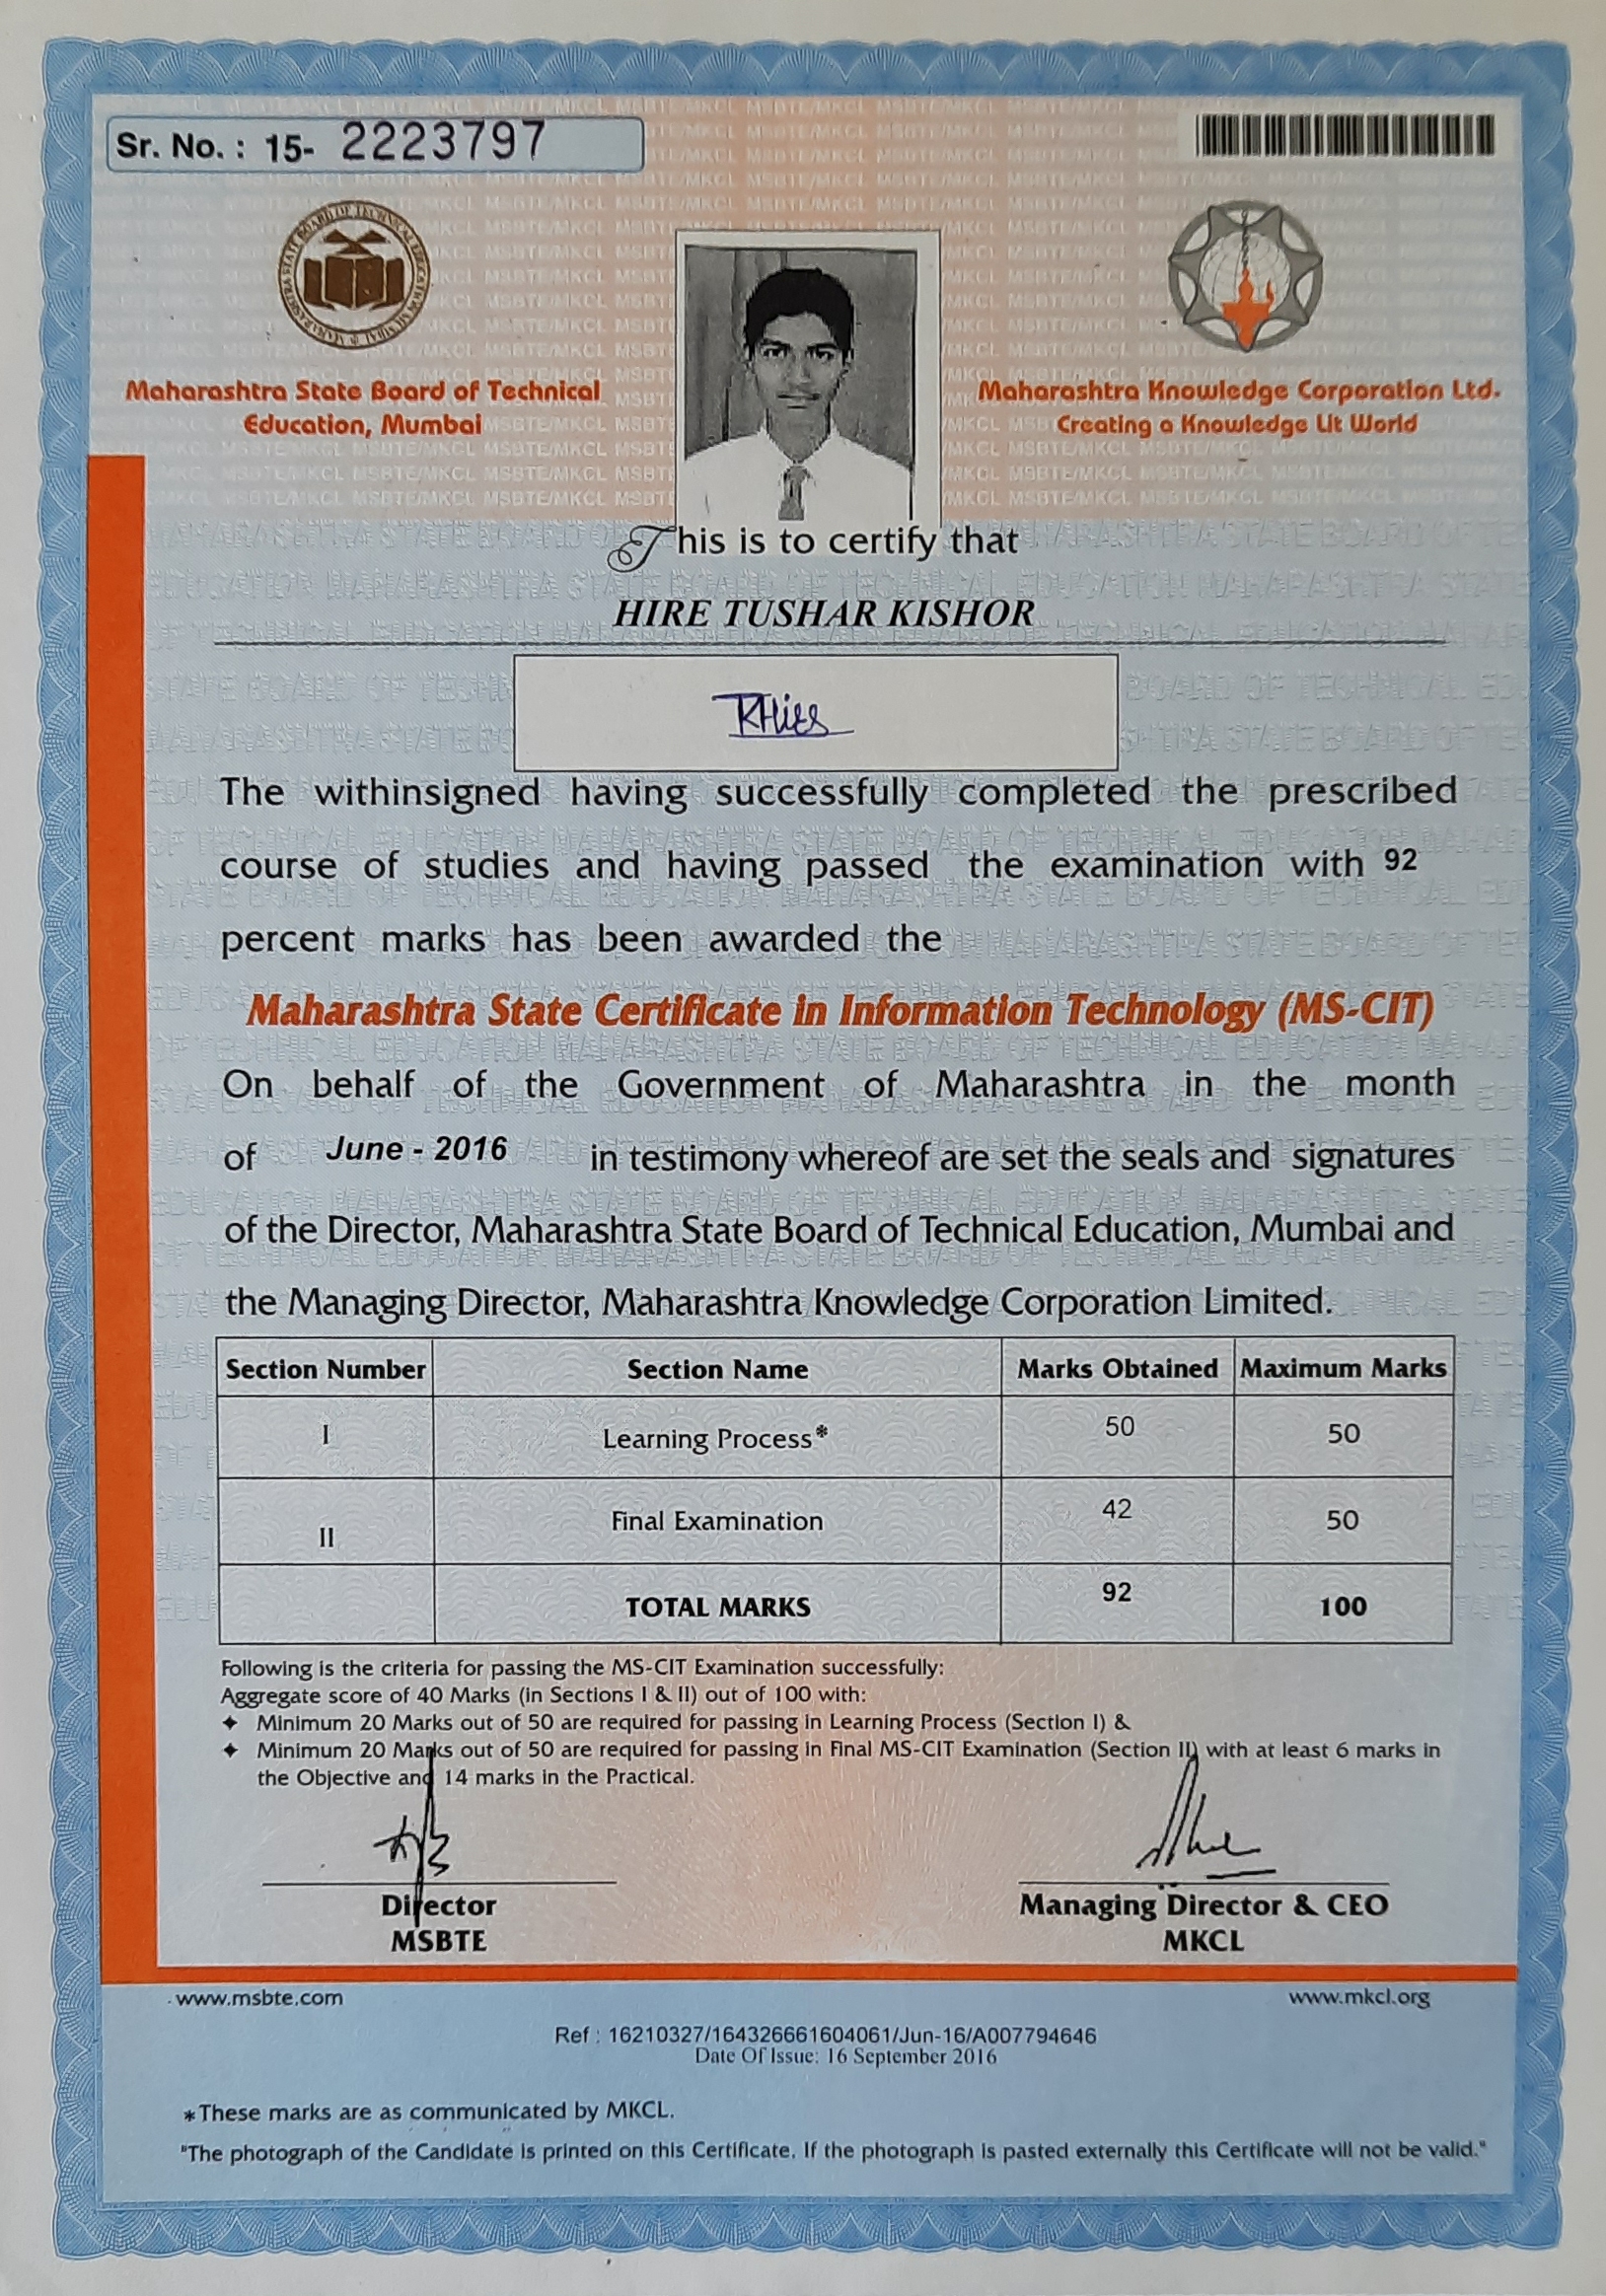 Sr. No. : 15- 2223797
Maharashtra State Board of Technical
Education, Mumbai
Maharashtra Knowledge Corporation Ltd.
Creating a Knowledge Lit World
This is to certify that
HIRE TUSHAR KISHOR
The withinsigned having successfully completed the prescribed
course of studies and having passed the examination with 92
percent marks has been awarded the
Maharashtra State Certificate in Information Technology (MS-CIT)
On behalf of the Government of Maharashtra in the month
of June - 2016 in testimony whereof are set the seals and signatures
of the Director, Maharashtra State Board of Technical Education, Mumbai and
the Managing Director, Maharashtra Knowledge Corporation Limited.
Section Number Section Name Marks Obtained Maximum Marks
I Learning Process* 50 50
II Final Examination 42 50
TOTAL MARKS 92 100
Following is the criteria for passing the MS-CIT Examination successfully:
Aggregate score of 40 Marks (in Sections I & II) out of 100 with:
✦ Minimum 20 Marks out of 50 are required for passing in Learning Process (Section I) &
✦ Minimum 20 Marks out of 50 are required for passing in Final MS-CIT Examination (Section II) with at least 6 marks in
the Objective and 14 marks in the Practical.
Director
MSBTE
Managing Director & CEO
MKCL
www.msbte.com
www.mkcl.org
Ref : 16210327/164326661604061/Jun-16/A007794646
Date Of Issue: 16 September 2016
*These marks are as communicated by MKCL.
"The photograph of the Candidate is printed on this Certificate. If the photograph is pasted externally this Certificate will not be valid."